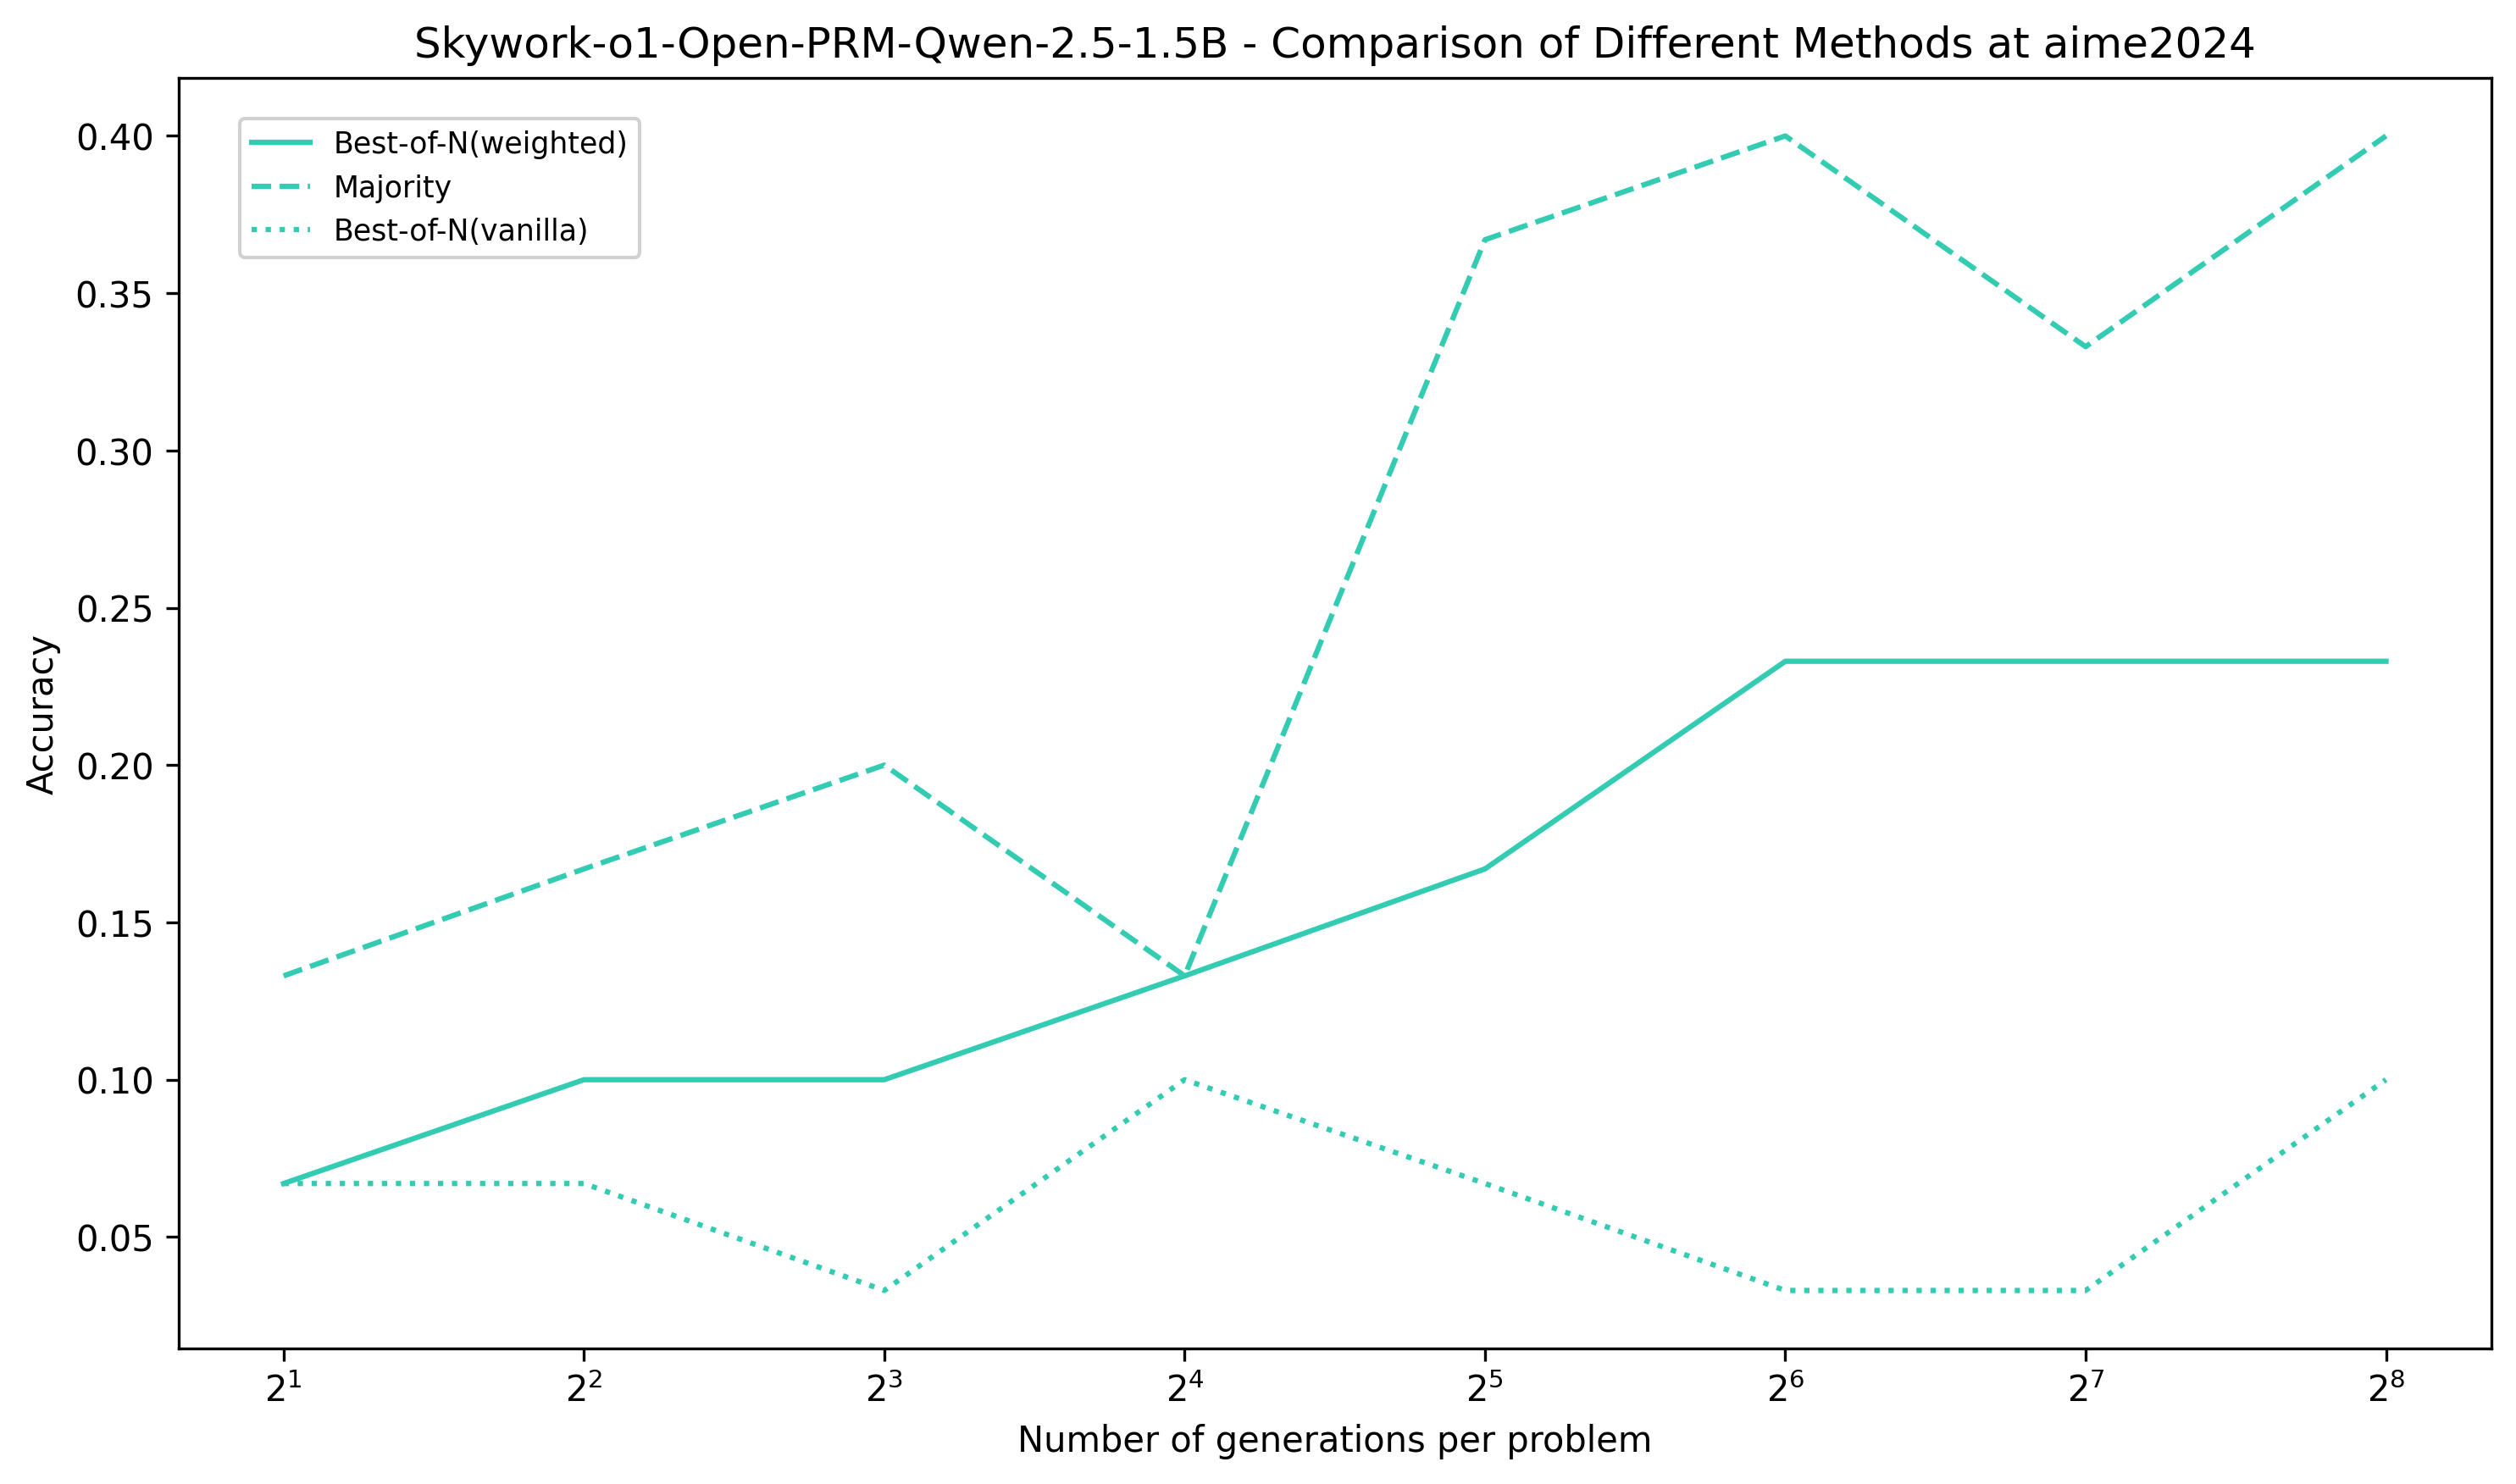 Skywork-o1-Open-PRM-Qwen-2.5-1.5B - Comparison of Different Methods at aime2024
Best-of-N(weighted)
Majority
Best-of-N(vanilla)
Accuracy
0.40
0.35
0.30
0.25
0.20
0.15
0.10
0.05
2¹ 2² 2³ 2⁴ 2⁵ 2⁶ 2⁷ 2⁸
Number of generations per problem